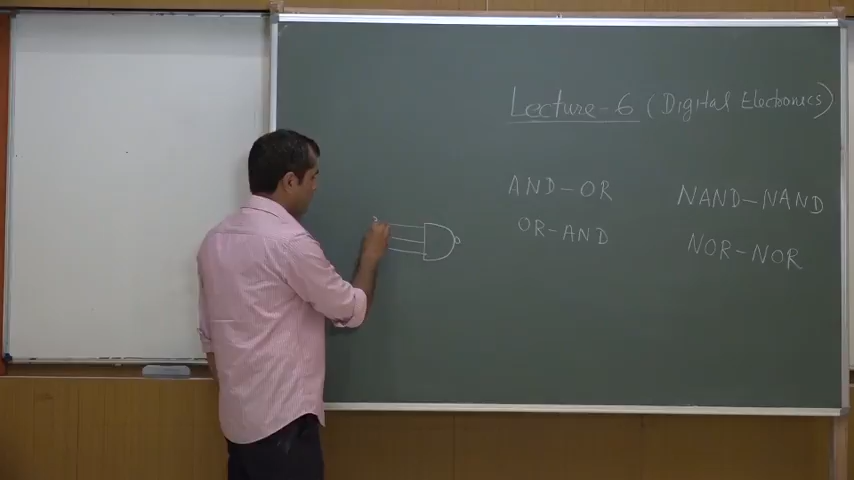 Lecture-6 (Digital Electronics)
AND-OR NAND-NAND
OR-AND NOR-NOR